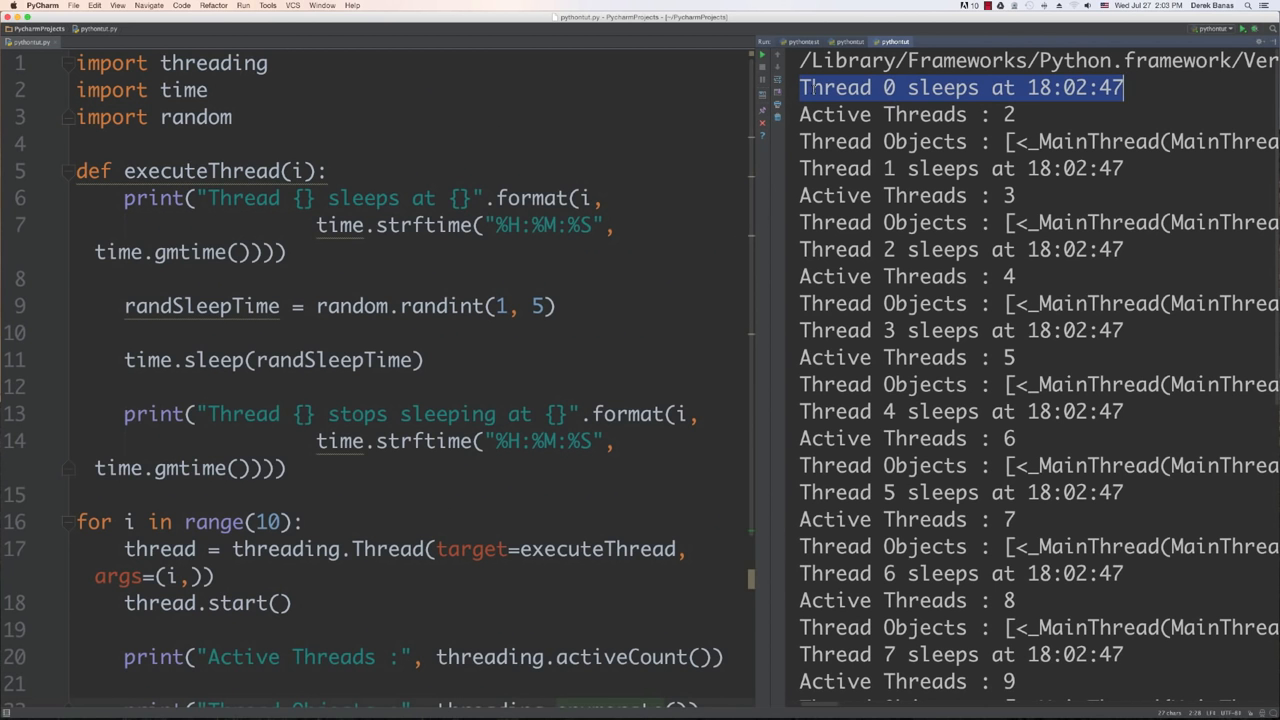 PyCharm File Edit View Navigate Code Refactor Run Tools VCS Window Help
10 Wed Jul 27 2:03 PM Derek Banas
pythontut.py - PycharmProjects - [~/PycharmProjects]
PycharmProjects pythontut.py
pythontut
pythontut.py
Run: pythontest pythontut pythontut
1 import threading
2 import time
3 import random
4
5 def executeThread(i):
6 print("Thread {} sleeps at {}".format(i,
7 time.strftime("%H:%M:%S",
time.gmtime())))
8
9 randSleepTime = random.randint(1, 5)
10
11 time.sleep(randSleepTime)
12
13 print("Thread {} stops sleeping at {}".format(i,
14 time.strftime("%H:%M:%S",
time.gmtime())))
15
16 for i in range(10):
17 thread = threading.Thread(target=executeThread,
args=(i,))
18 thread.start()
19
20 print("Active Threads :", threading.activeCount())
21
/Library/Frameworks/Python.framework/Ver
Thread 0 sleeps at 18:02:47
Active Threads : 2
Thread Objects : [<_MainThread(MainThrea
Thread 1 sleeps at 18:02:47
Active Threads : 3
Thread Objects : [<_MainThread(MainThrea
Thread 2 sleeps at 18:02:47
Active Threads : 4
Thread Objects : [<_MainThread(MainThrea
Thread 3 sleeps at 18:02:47
Active Threads : 5
Thread Objects : [<_MainThread(MainThrea
Thread 4 sleeps at 18:02:47
Active Threads : 6
Thread Objects : [<_MainThread(MainThrea
Thread 5 sleeps at 18:02:47
Active Threads : 7
Thread Objects : [<_MainThread(MainThrea
Thread 6 sleeps at 18:02:47
Active Threads : 8
Thread Objects : [<_MainThread(MainThrea
Thread 7 sleeps at 18:02:47
Active Threads : 9
27 chars 2:28 LF÷ UTF-8÷